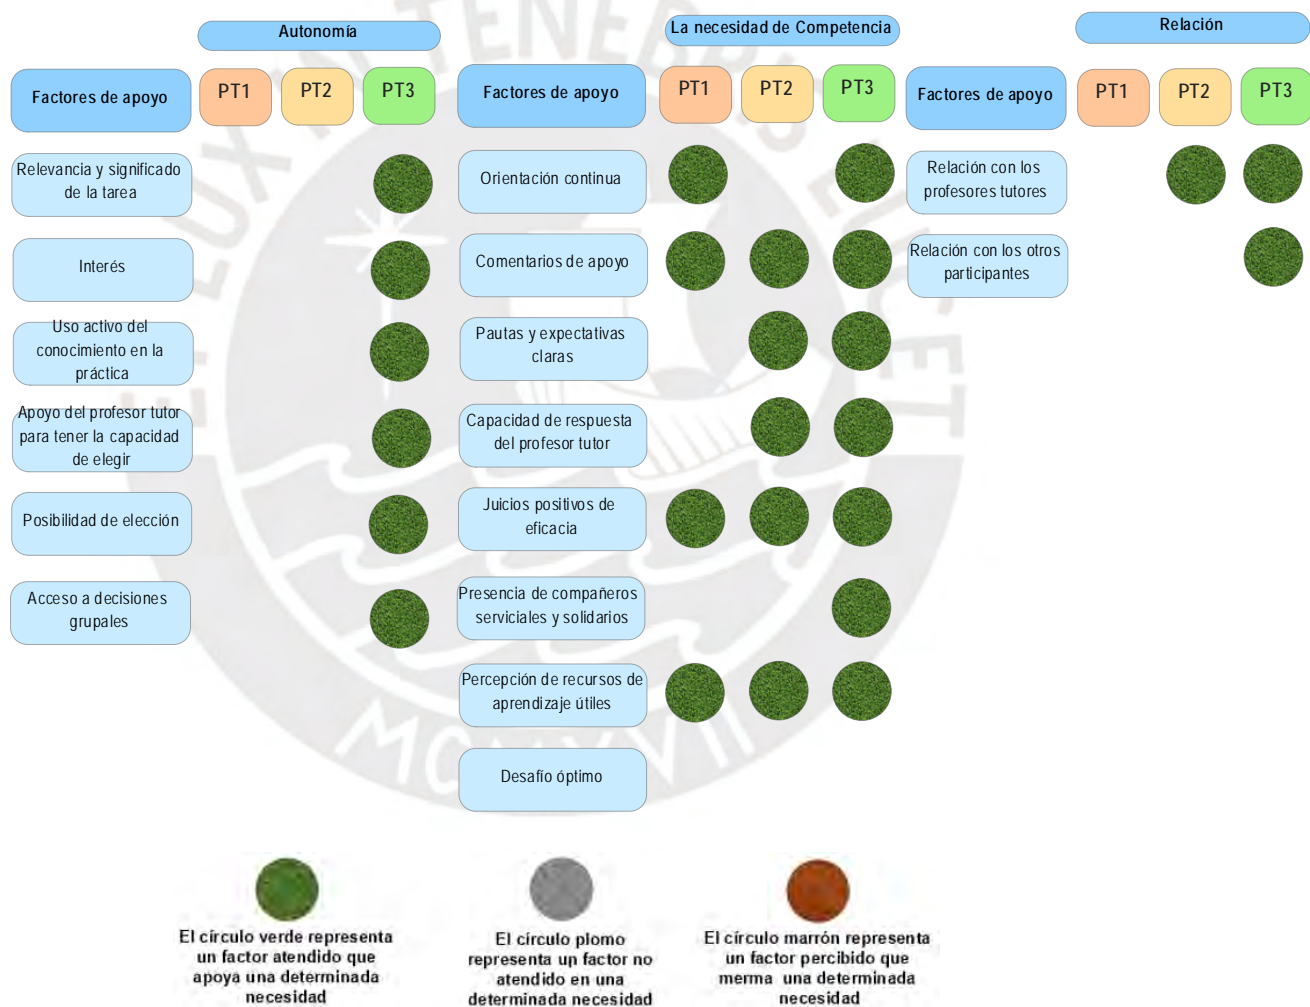 Autonomía
La necesidad de Competencia
Relación
Factores de apoyo
PT1
PT2
PT3
Factores de apoyo
PT1
PT2
PT3
Factores de apoyo
PT1
PT2
PT3
Relevancia y significado
de la tarea
Interés
Uso activo del
conocimiento en la
práctica
Apoyo del profesor tutor
para tener la capacidad
de elegir
Posibilidad de elección
Acceso a decisiones
grupales
Orientación continua
Comentarios de apoyo
Pautas y expectativas
claras
Capacidad de respuesta
del profesor tutor
Juicios positivos de
eficacia
Presencia de compañeros
serviciales y solidarios
Percepción de recursos de
aprendizaje útiles
Desafío óptimo
Relación con los
profesores tutores
Relación con los otros
participantes
ET LUX IN TENEBRIS LUCET
MCMXVII
El círculo verde representa
un factor atendido que
apoya una determinada
necesidad
El círculo plomo
representa un factor no
atendido en una
determinada necesidad
El círculo marrón representa
un factor percibido que
merma una determinada
necesidad